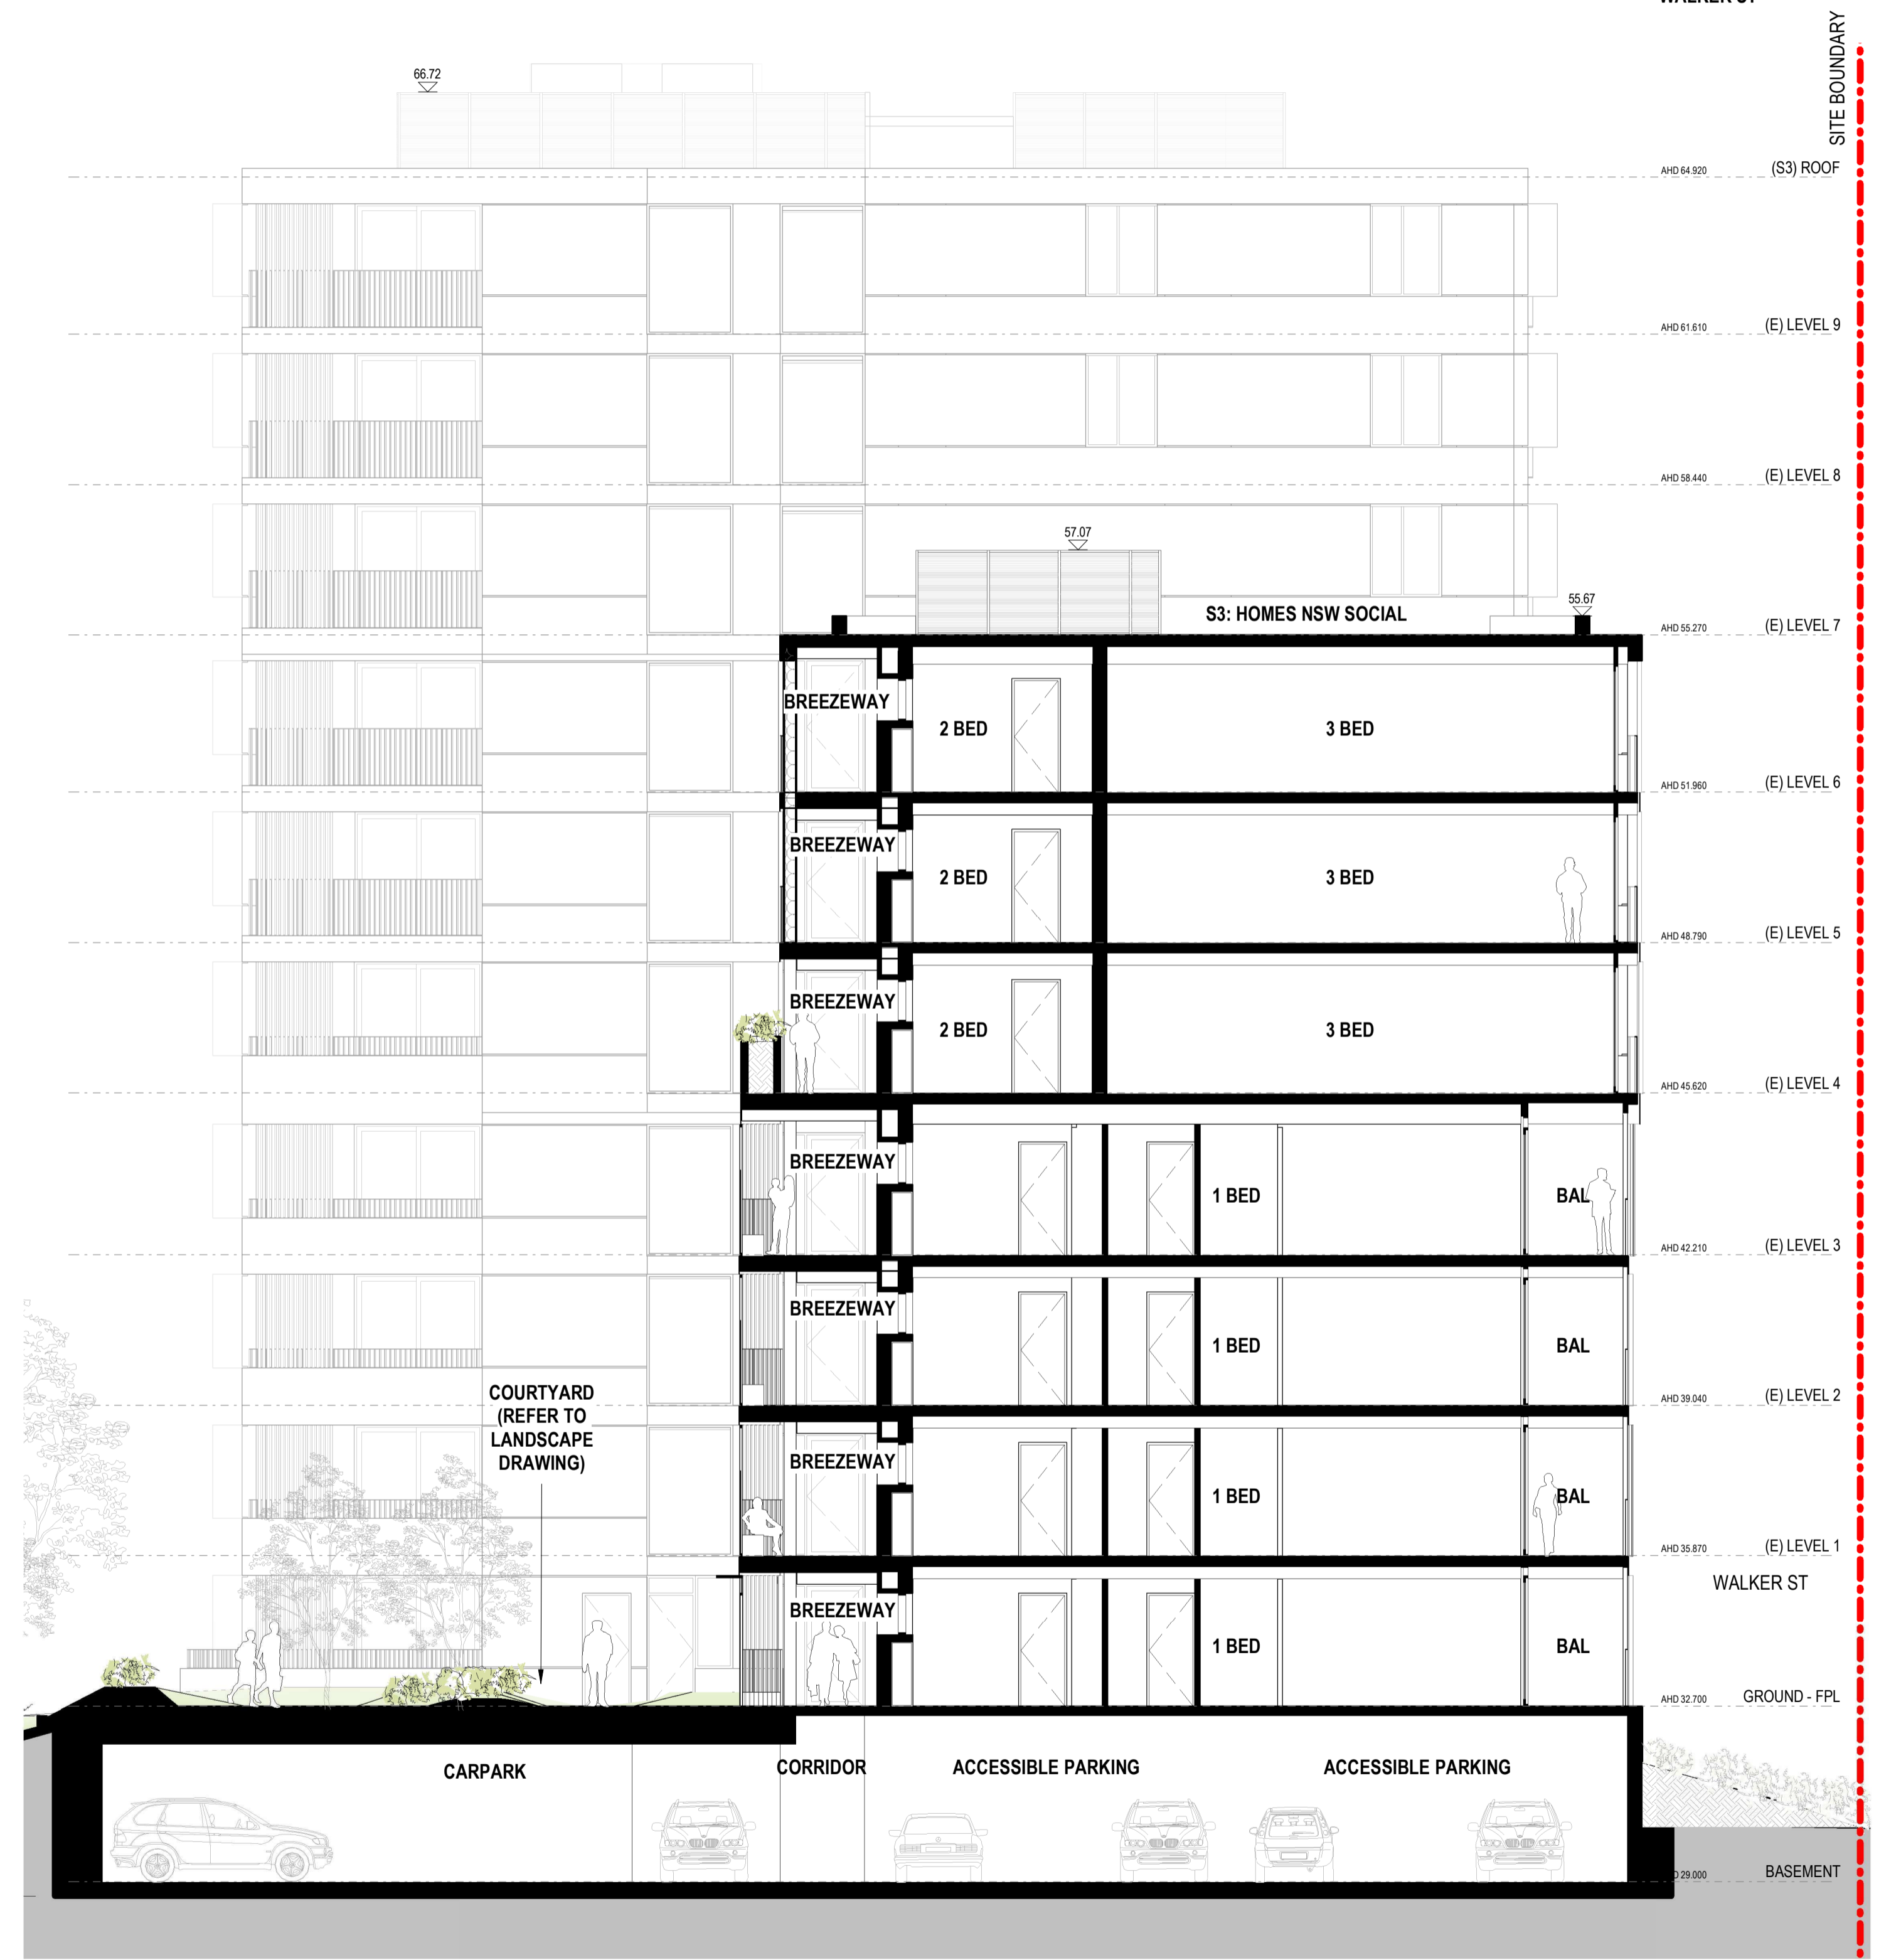 SITE BOUNDARY
66.72
AHD 64.920 (S3) ROOF
AHD 61.610 (E) LEVEL 9
AHD 58.440 (E) LEVEL 8
57.07
S3: HOMES NSW SOCIAL
55.67
AHD 55.270 (E) LEVEL 7
BREEZEWAY
2 BED
3 BED
AHD 51.960 (E) LEVEL 6
BREEZEWAY
2 BED
3 BED
AHD 48.790 (E) LEVEL 5
BREEZEWAY
2 BED
3 BED
AHD 45.620 (E) LEVEL 4
BREEZEWAY
1 BED
BAL
AHD 42.210 (E) LEVEL 3
BREEZEWAY
1 BED
BAL
COURTYARD
(REFER TO
LANDSCAPE
DRAWING)
AHD 39.040 (E) LEVEL 2
BREEZEWAY
1 BED
BAL
AHD 35.870 (E) LEVEL 1
WALKER ST
BREEZEWAY
1 BED
BAL
AHD 32.700 GROUND - FPL
CARPARK
CORRIDOR
ACCESSIBLE PARKING
ACCESSIBLE PARKING
29.000 BASEMENT